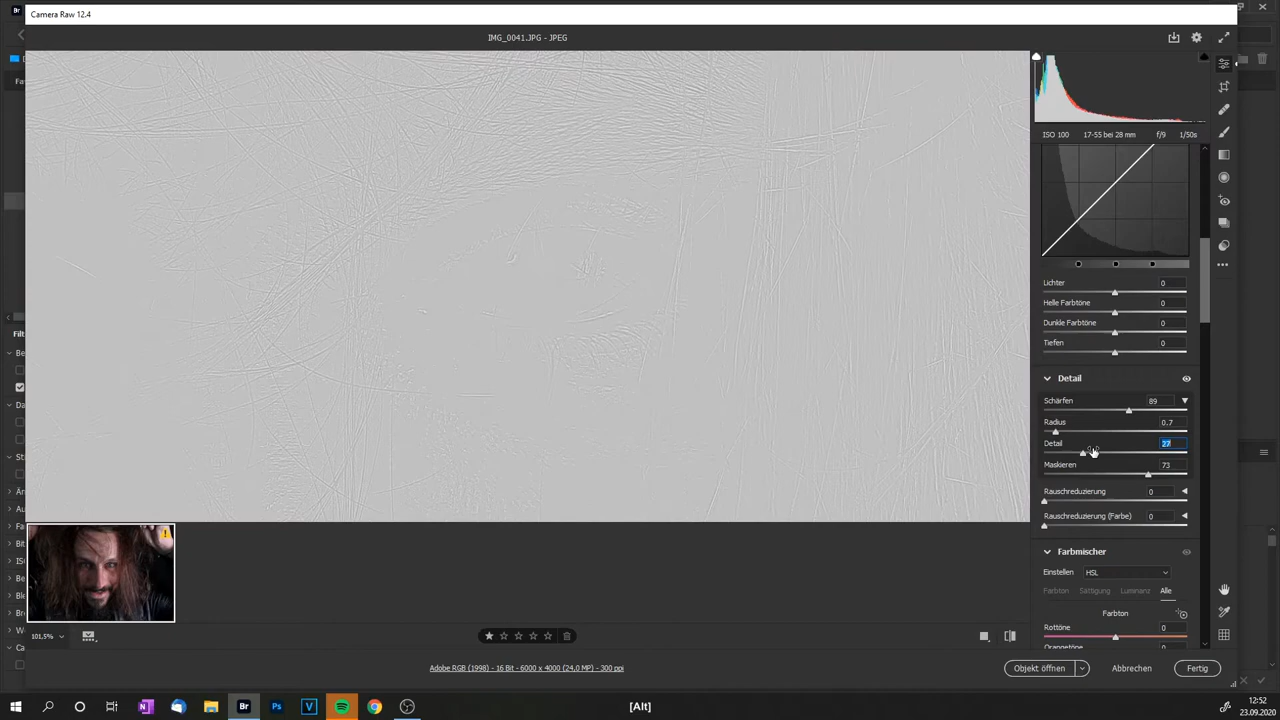 Br
Camera Raw 12.4
IMG_0041.JPG - JPEG
ISO 100 17-55 bei 28 mm f/9 1/50s
Lichter 0
Helle Farbtöne 0
Dunkle Farbtöne 0
Tiefen 0
Detail
Schärfen 89
Radius 0.7
Detail 27
Maskieren 73
Rauschreduzierung 0
Rauschreduzierung (Farbe) 0
Farbmischer
Einstellen HSL
Farbton Sättigung Luminanz Alle
Farbton
Rottöne 0
101,5%
Adobe RGB (1998) - 16 Bit - 6000 x 4000 (24,0 MP) - 300 ppi
Objekt öffnen Abbrechen Fertig
Br Ps V
[Alt]
12:52
23.09.2020